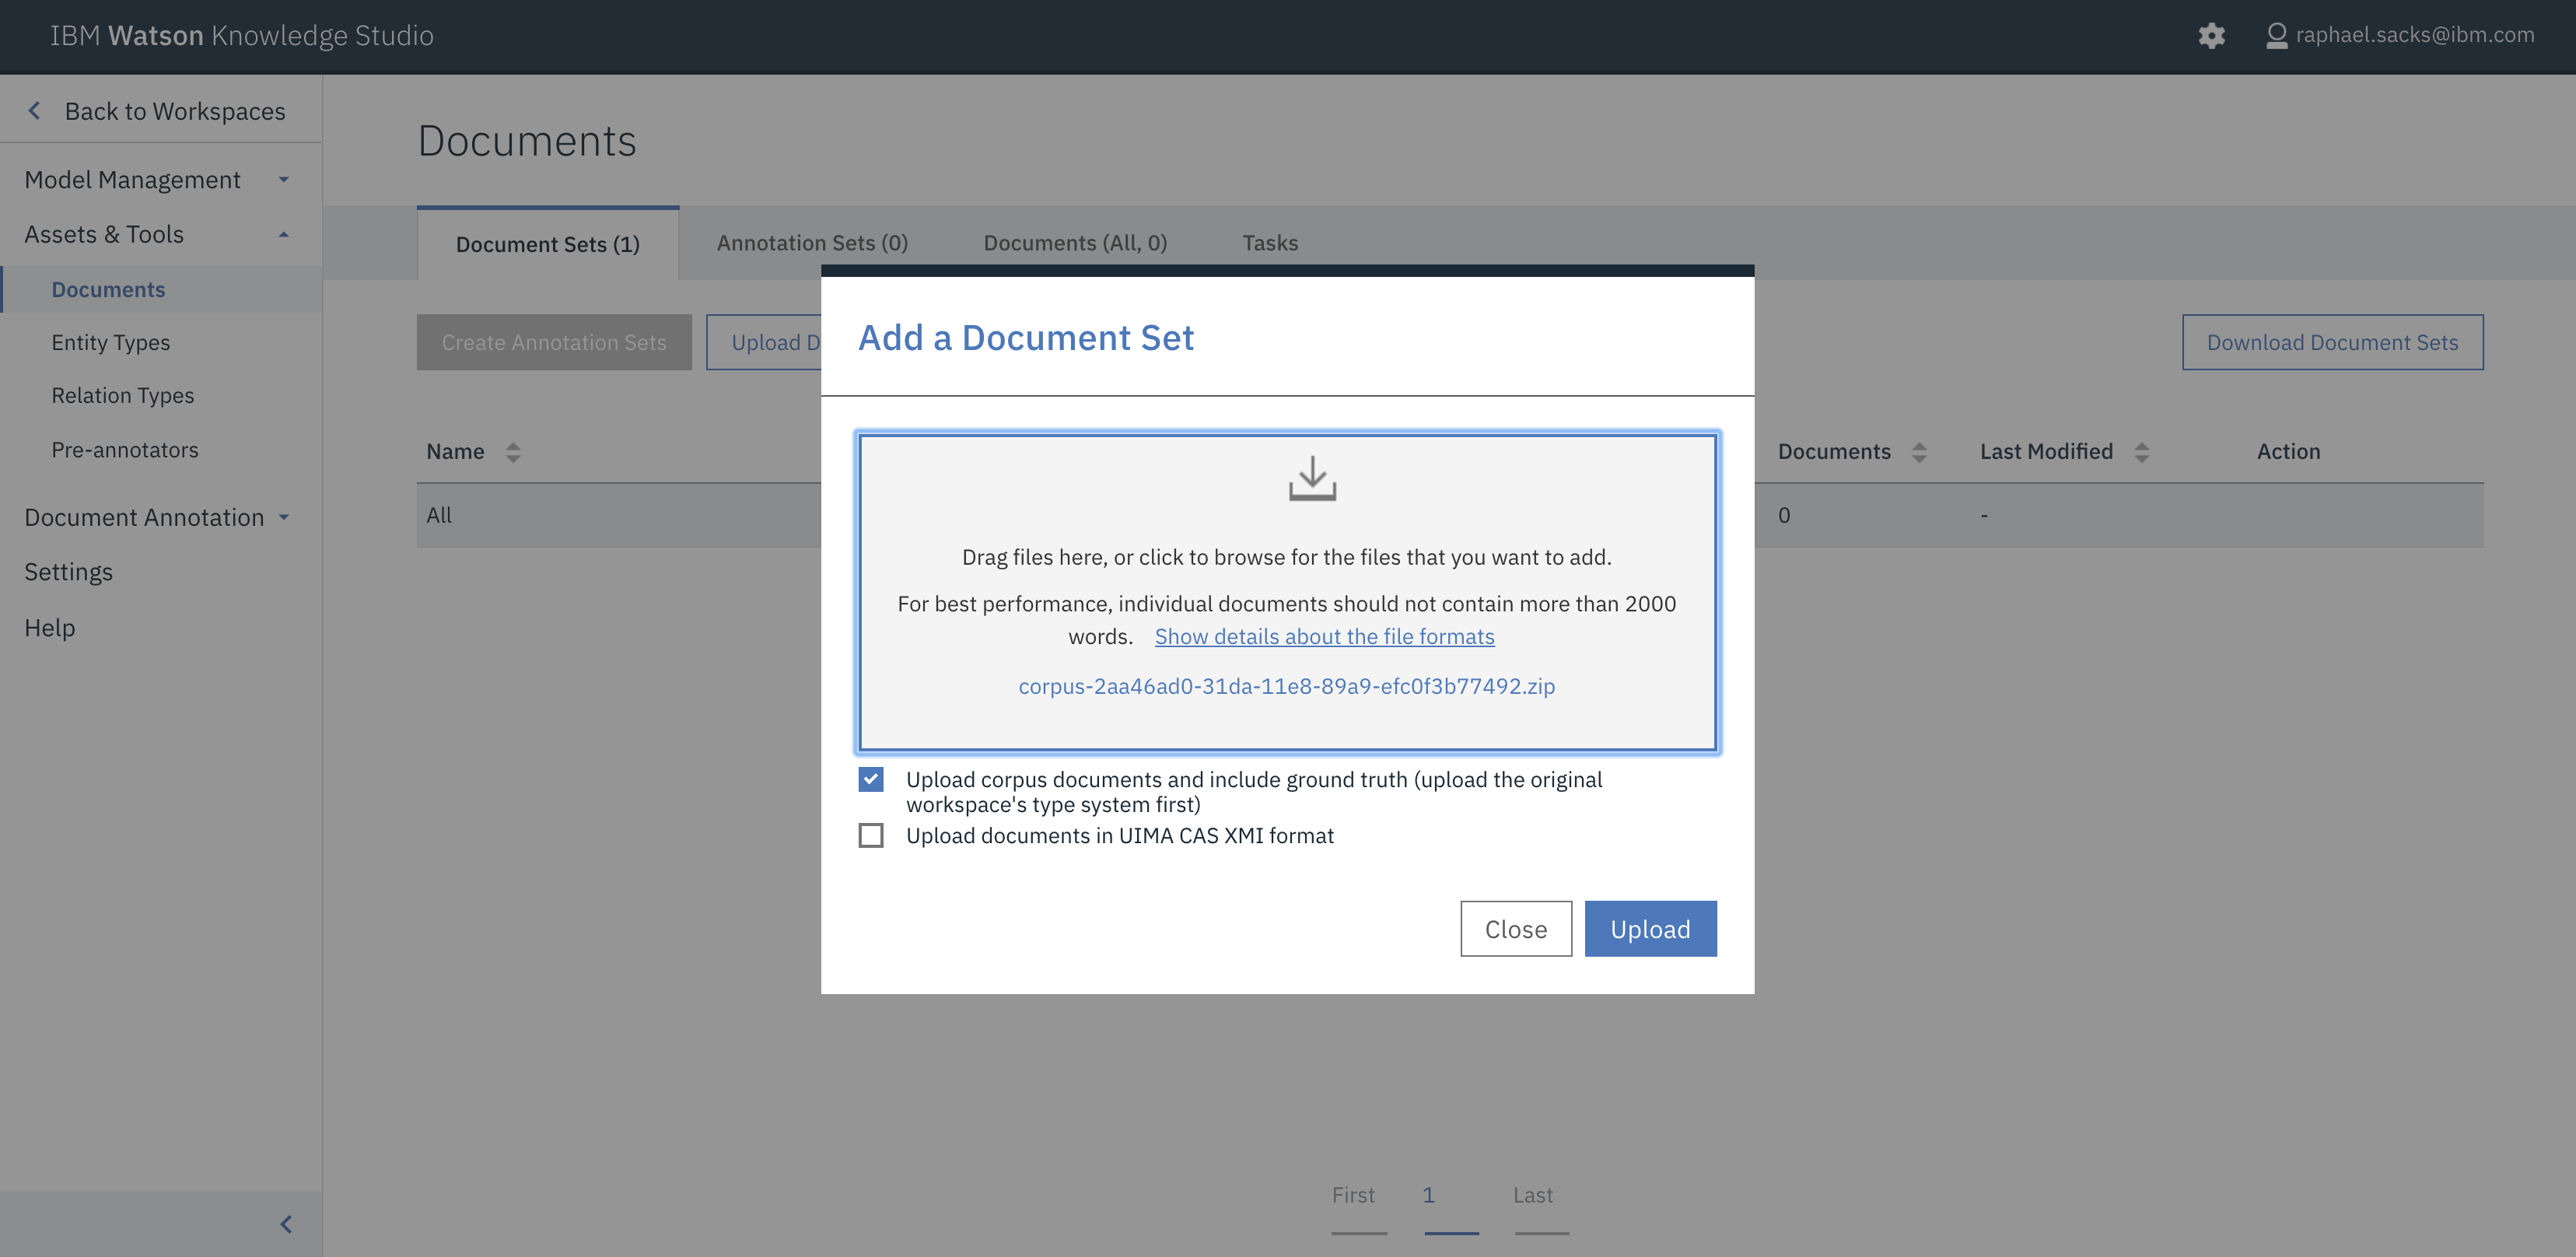 IBM Watson Knowledge Studio
raphael.sacks@ibm.com
Back to Workspaces
Model Management
Assets & Tools
Documents
Entity Types
Relation Types
Pre-annotators
Document Annotation
Settings
Help
Documents
Document Sets (1)
Annotation Sets (0)
Documents (All, 0)
Tasks
Create Annotation Sets
Upload D
Download Document Sets
Name
Documents
Last Modified
Action
All
0
-
Add a Document Set
Drag files here, or click to browse for the files that you want to add.
For best performance, individual documents should not contain more than 2000
words. Show details about the file formats
corpus-2aa46ad0-31da-11e8-89a9-efc0f3b77492.zip
Upload corpus documents and include ground truth (upload the original
workspace's type system first)
Upload documents in UIMA CAS XMI format
Close
Upload
First
1
Last